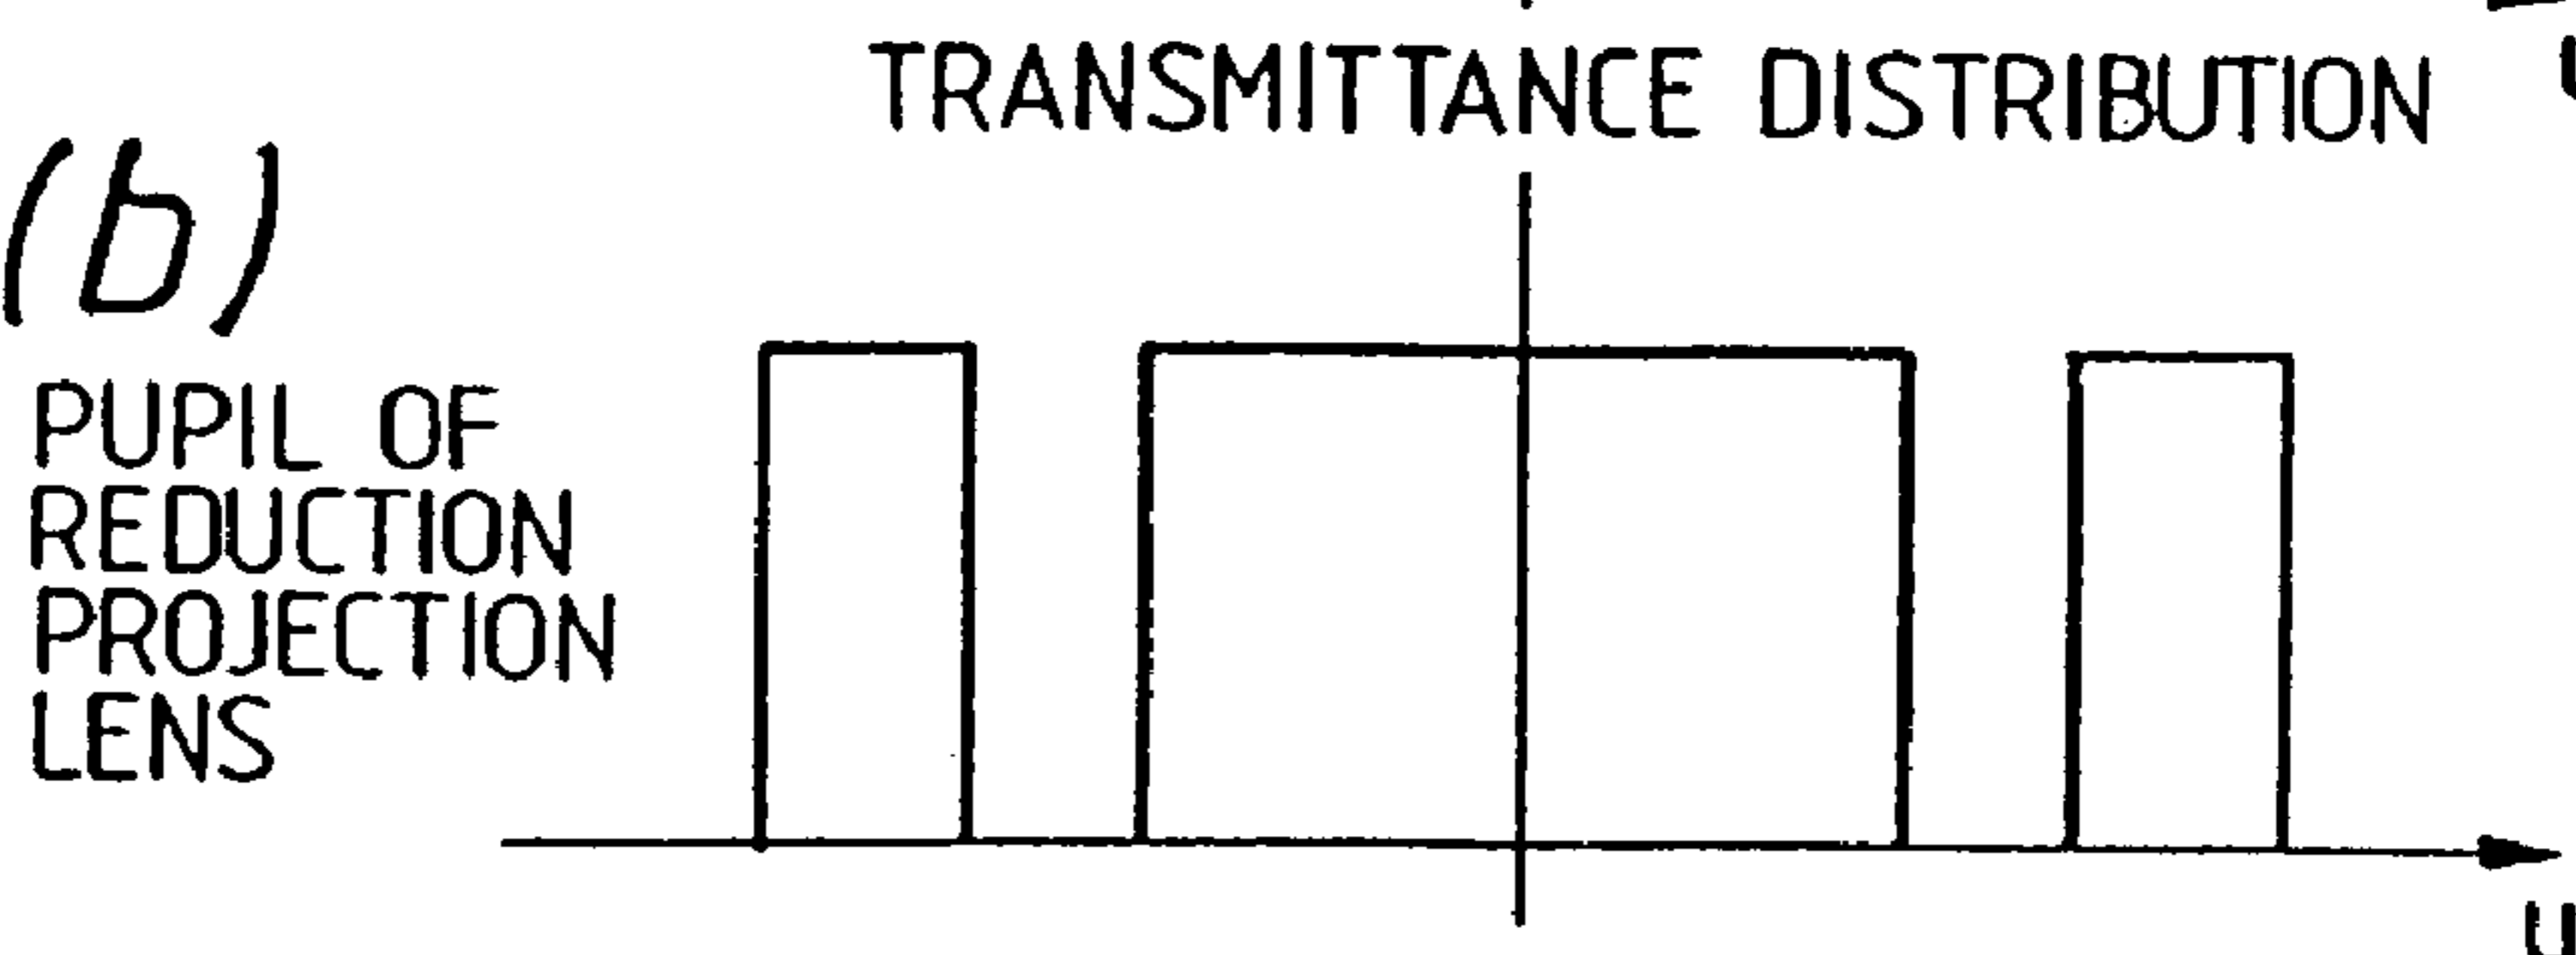 TRANSMITTANCE DISTRIBUTION
(b)
PUPIL OF
REDUCTION
PROJECTION
LENS